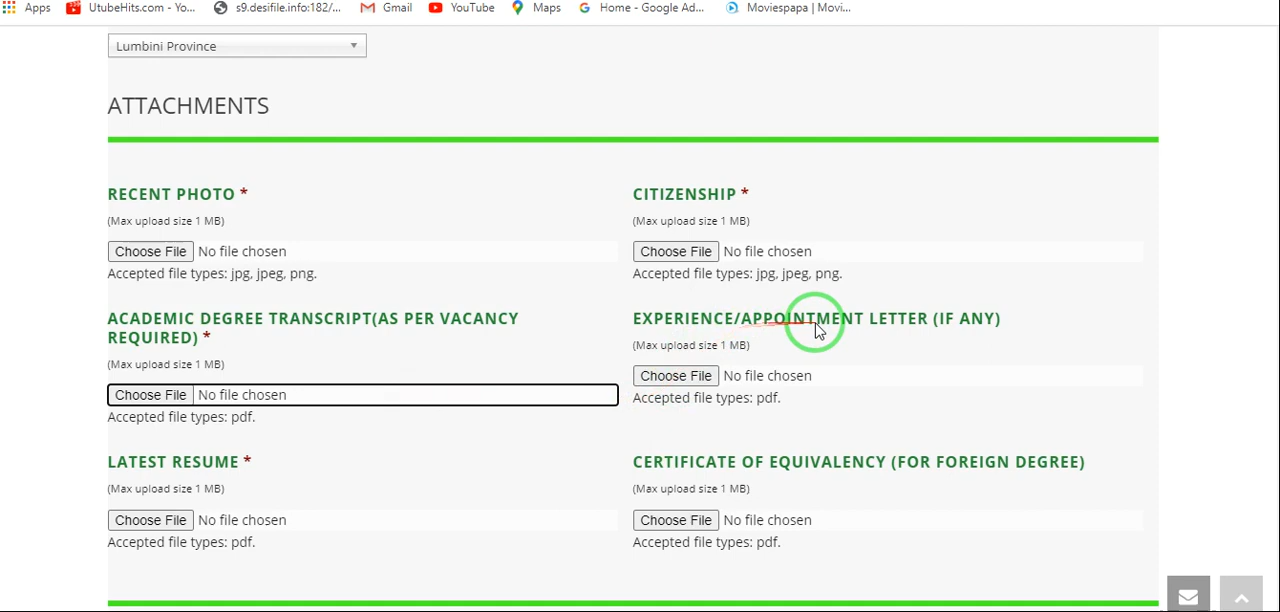 Apps UtubeHits.com - Yo... s9.desifile.info:182/... Gmail YouTube Maps Home - Google Ad... Moviespapa | Movi...
Lumbini Province
ATTACHMENTS
RECENT PHOTO * CITIZENSHIP *
(Max upload size 1 MB) (Max upload size 1 MB)
Choose File No file chosen Choose File No file chosen
Accepted file types: jpg, jpeg, png. Accepted file types: jpg, jpeg, png.
ACADEMIC DEGREE TRANSCRIPT(AS PER VACANCY
REQUIRED) *
(Max upload size 1 MB)
Choose File No file chosen
Accepted file types: pdf.
EXPERIENCE/APPOINTMENT LETTER (IF ANY)
(Max upload size 1 MB)
Choose File No file chosen
Accepted file types: pdf.
LATEST RESUME * CERTIFICATE OF EQUIVALENCY (FOR FOREIGN DEGREE)
(Max upload size 1 MB) (Max upload size 1 MB)
Choose File No file chosen Choose File No file chosen
Accepted file types: pdf. Accepted file types: pdf.